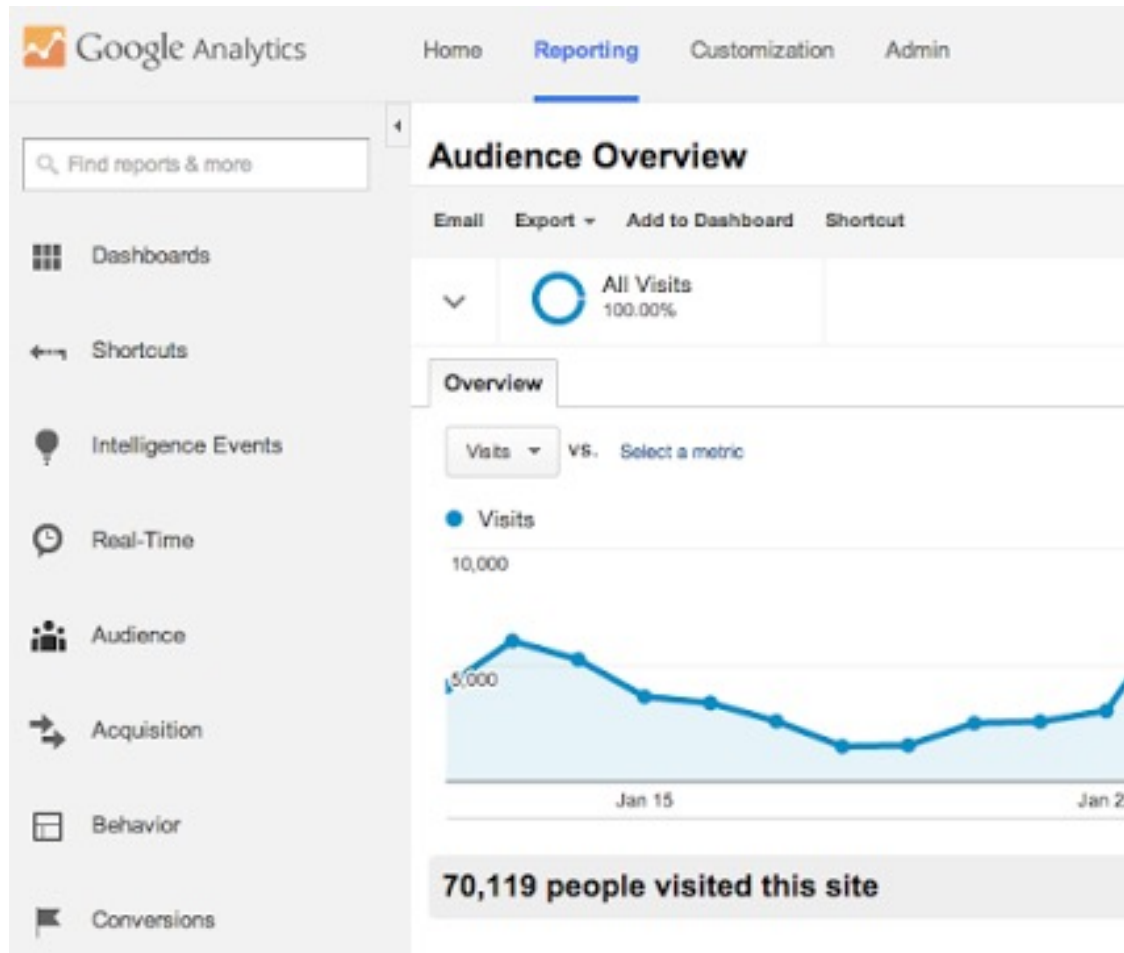 Google Analytics
Home Reporting Customization Admin
Find reports & more
Dashboards
Shortcuts
Intelligence Events
Real-Time
Audience
Acquisition
Behavior
Conversions
Audience Overview
Email Export Add to Dashboard Shortcut
All Visits
100.00%
Overview
Visits VS. Select a metric
Visits
10,000
5,000
Jan 15 Jan 2
70,119 people visited this site